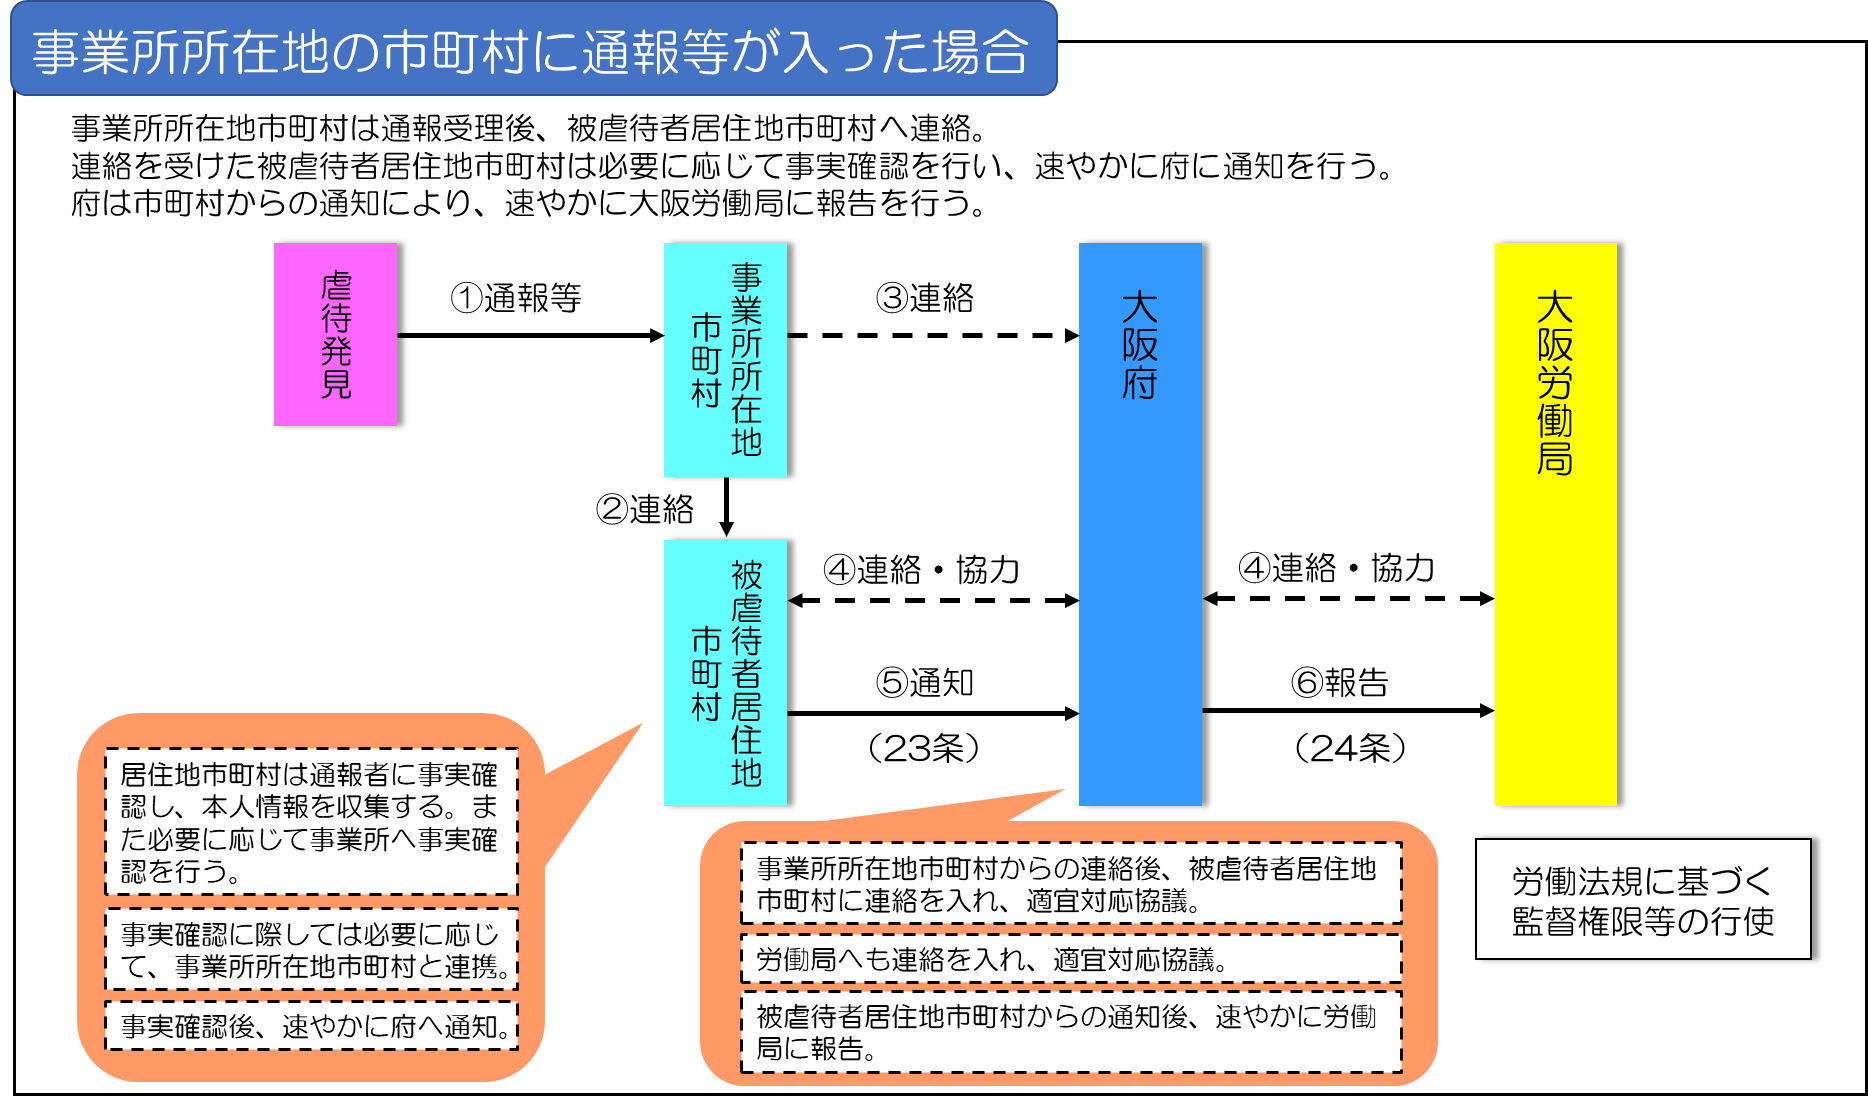 事業所所在地の市町村に通報等が入った場合
事業所所在地市町村は通報受理後、被虐待者居住地市町村へ連絡。
連絡を受けた被虐待者居住地市町村は必要に応じて事実確認を行い、速やかに府に通知を行う。
府は市町村からの通知により、速やかに大阪労働局に報告を行う。
虐待発見
①通報等
事業所所在地
市町村
③連絡
大阪府
大阪労働局
②連絡
被虐待者居住地
市町村
④連絡・協力
④連絡・協力
⑤通知
（23条）
⑥報告
（24条）
居住地市町村は通報者に事実確
認し、本人情報を収集する。ま
た必要に応じて事業所へ事実確
認を行う。
事実確認に際しては必要に応じ
て、事業所所在地市町村と連携。
事実確認後、速やかに府へ通知。
事業所所在地市町村からの連絡後、被虐待者居住地
市町村に連絡を入れ、適宜対応協議。
労働局へも連絡を入れ、適宜対応協議。
被虐待者居住地市町村からの通知後、速やかに労働
局に報告。
労働法規に基づく
監督権限等の行使